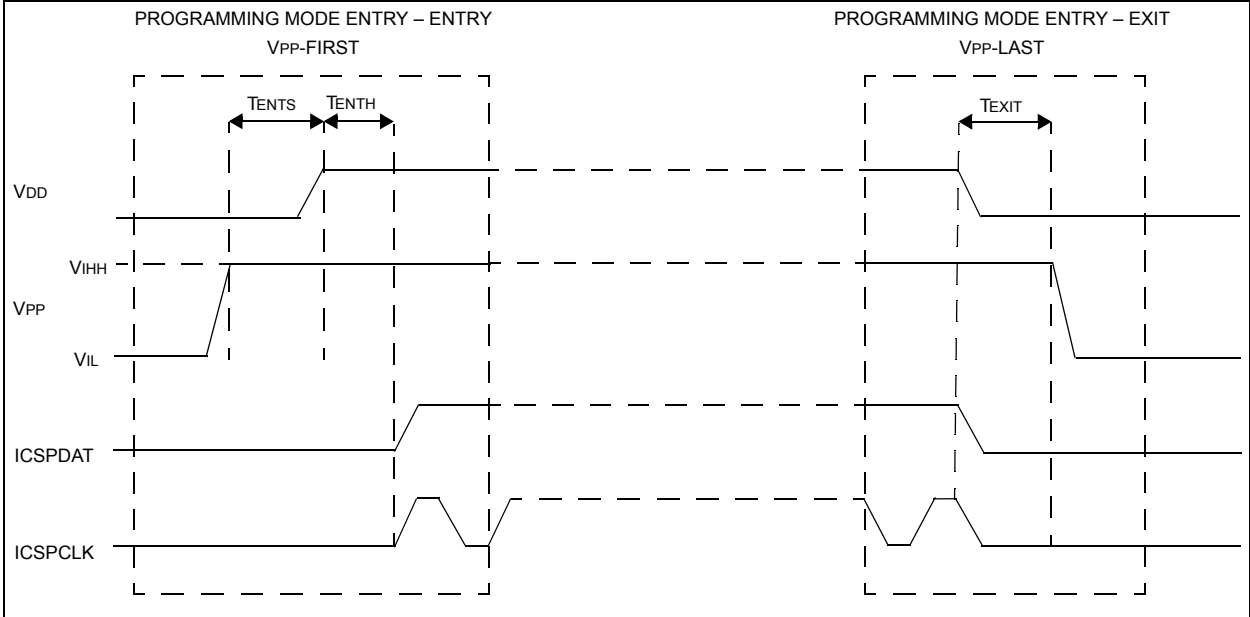 PROGRAMMING MODE ENTRY – ENTRY
VPP-FIRST
PROGRAMMING MODE ENTRY – EXIT
VPP-LAST
TENTS
TENTH
TEXIT
VDD
VIHH
VPP
VIL
ICSPDAT
ICSPCLK